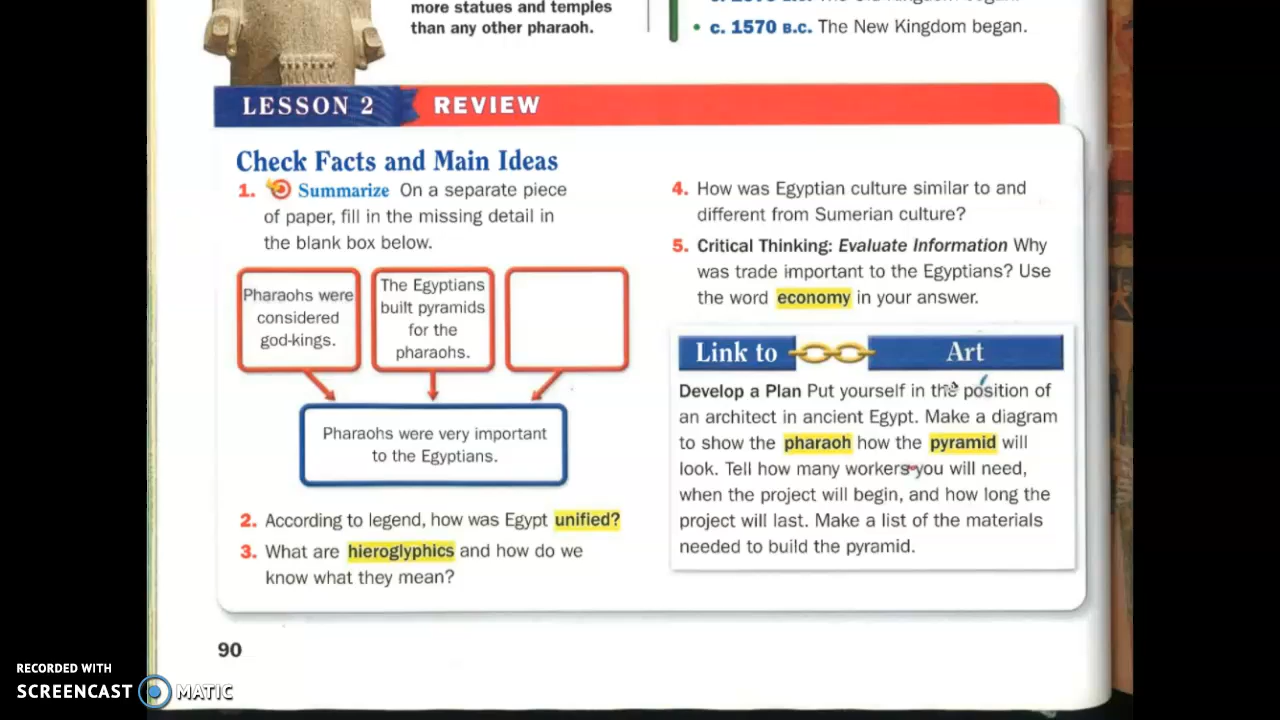 more statues and temples
than any other pharaoh.
• c. 1570 B.C. The New Kingdom began.
LESSON 2 REVIEW
Check Facts and Main Ideas
1. Summarize On a separate piece
of paper, fill in the missing detail in
the blank box below.
Pharaohs were
considered
god-kings.
The Egyptians
built pyramids
for the
pharaohs.
Pharaohs were very important
to the Egyptians.
2. According to legend, how was Egypt unified?
3. What are hieroglyphics and how do we
know what they mean?
4. How was Egyptian culture similar to and
different from Sumerian culture?
5. Critical Thinking: Evaluate Information Why
was trade important to the Egyptians? Use
the word economy in your answer.
Link to Art
Develop a Plan Put yourself in the position of
an architect in ancient Egypt. Make a diagram
to show the pharaoh how the pyramid will
look. Tell how many workers you will need,
when the project will begin, and how long the
project will last. Make a list of the materials
needed to build the pyramid.
90
RECORDED WITH
SCREENCAST MATIC